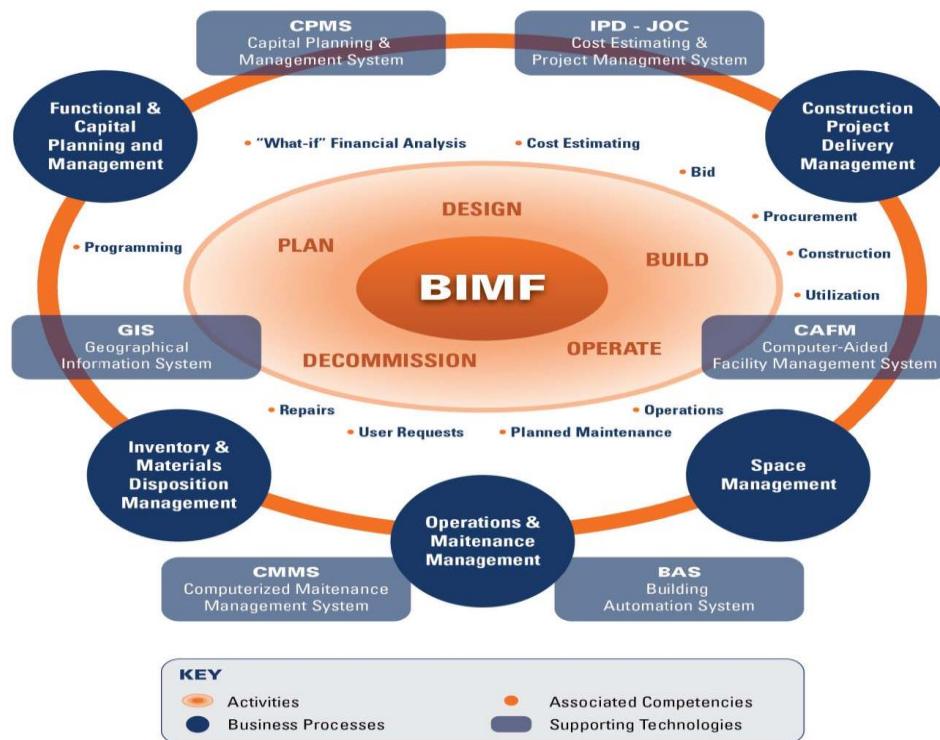 CPMS
Capital Planning &
Management System
IPD - JOC
Cost Estimating &
Project Managment System
Functional &
Capital
Planning and
Management
Construction
Project
Delivery
Management
• "What-if" Financial Analysis
• Cost Estimating
• Bid
DESIGN
• Procurement
PLAN
• Programming
BUILD
• Construction
BIMF
• Utilization
GIS
Geographical
Information System
CAFM
Computer-Aided
Facility Management System
DECOMMISSION
OPERATE
• Repairs
• Operations
• User Requests
• Planned Maintenance
Inventory &
Materials
Disposition
Management
Space
Management
Operations &
Maitenance
Management
CMMS
Computerized Maitenance
Management System
BAS
Building
Automation System
KEY
Activities
Associated Competencies
Business Processes
Supporting Technologies